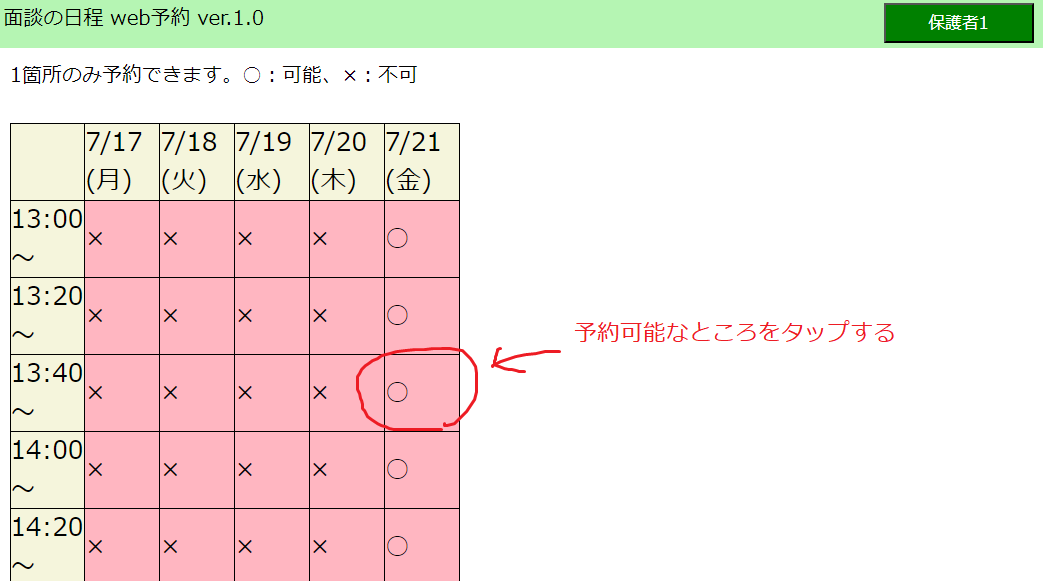 面談の日程 web予約 ver.1.0
保護者1
1箇所のみ予約できます。○：可能、×：不可
7/17 7/18 7/19 7/20 7/21
(月) (火) (水) (木) (金)
13:00
～ × × × × ○
13:20
～ × × × × ○
予約可能なところをタップする
13:40
～ × × × × ○
14:00
～ × × × × ○
14:20
～ × × × × ○